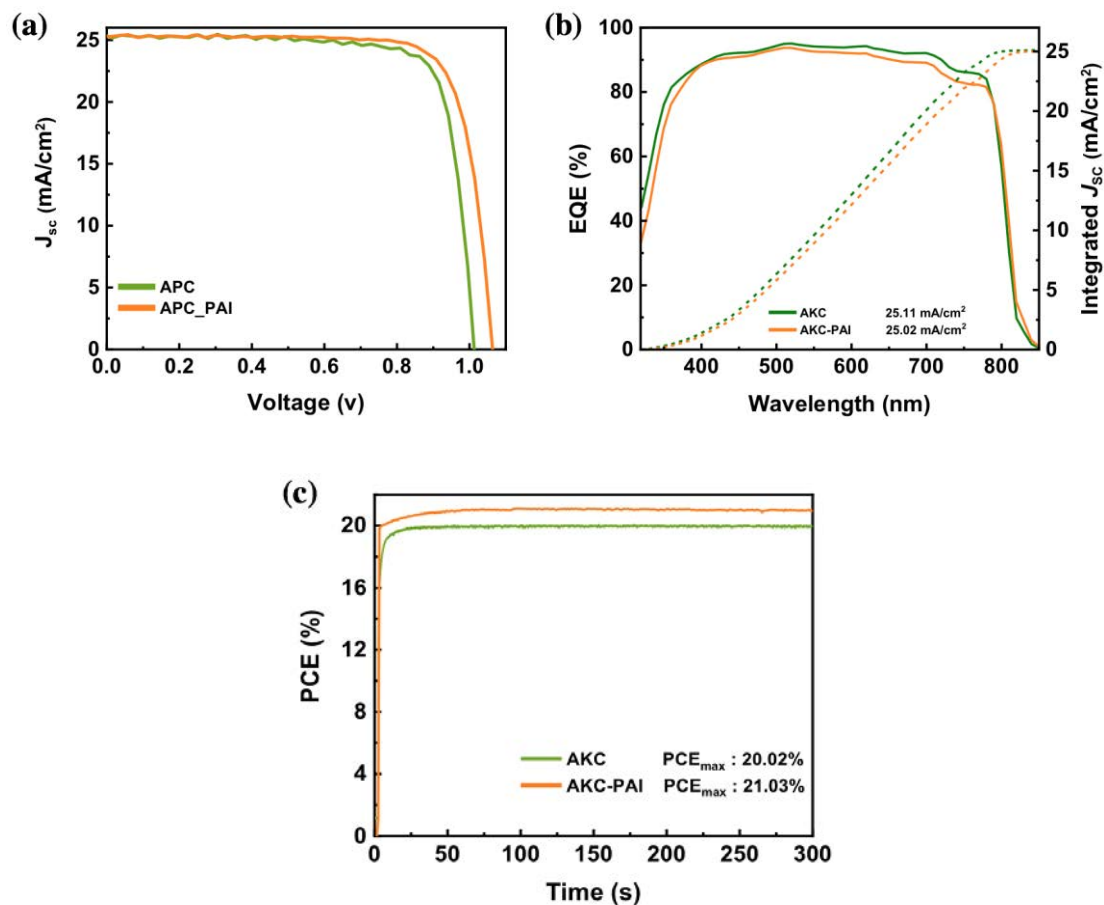 (a)
25
20
15
10
5
0
J_sc (mA/cm²)
APC
APC_PAI
0.0 0.2 0.4 0.6 0.8 1.0
Voltage (v)
(b)
100
80
60
40
20
0
EQE (%)
AKC 25.11 mA/cm²
AKC-PAI 25.02 mA/cm²
25
20
15
10
5
0
Integrated J_SC (mA/cm²)
400 500 600 700 800
Wavelength (nm)
(c)
20
16
12
8
4
0
PCE (%)
AKC PCE_max : 20.02%
AKC-PAI PCE_max : 21.03%
0 50 100 150 200 250 300
Time (s)